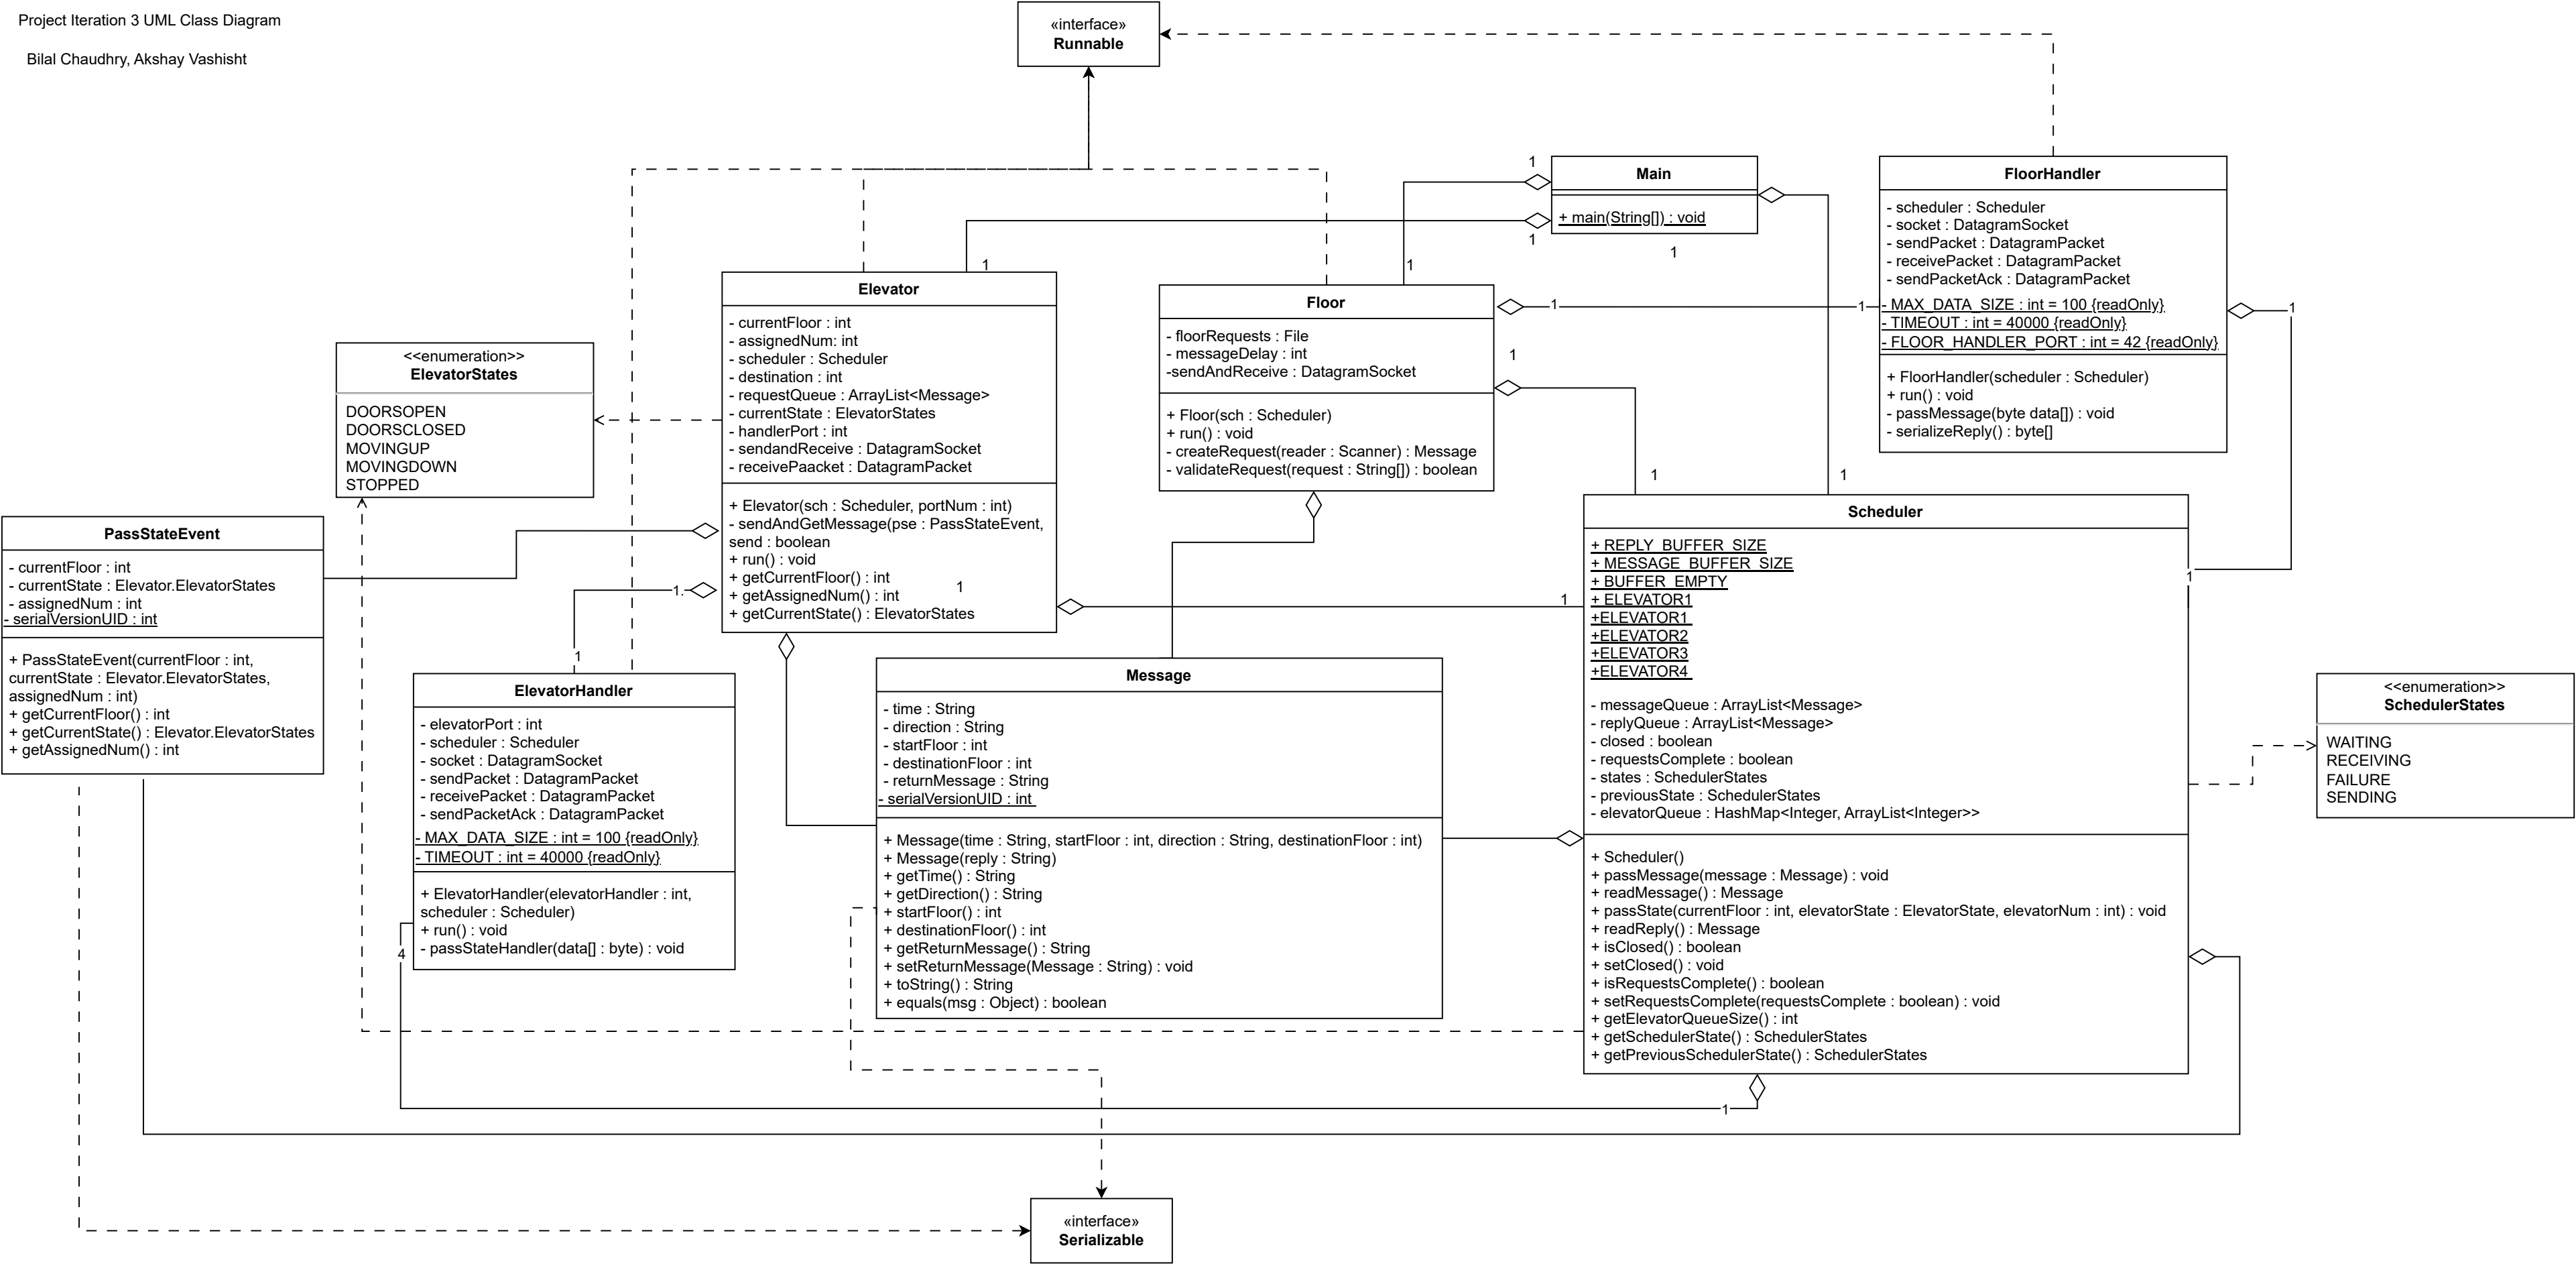 Project Iteration 3 UML Class Diagram
Bilal Chaudhry, Akshay Vashisht
«interface»
Runnable
Main
+ main(String[]) : void
1
1
1
1
1
1
FloorHandler
- scheduler : Scheduler
- socket : DatagramSocket
- sendPacket : DatagramPacket
- receivePacket : DatagramPacket
- sendPacketAck : DatagramPacket
- MAX_DATA_SIZE : int = 100 {readOnly}
- TIMEOUT : int = 40000 {readOnly}
- FLOOR_HANDLER_PORT : int = 42 {readOnly}
+ FloorHandler(scheduler : Scheduler)
+ run() : void
- passMessage(byte data[]) : void
- serializeReply() : byte[]
1
1
Elevator
- currentFloor : int
- assignedNum: int
- scheduler : Scheduler
- destination : int
- requestQueue : ArrayList<Message>
- currentState : ElevatorStates
- handlerPort : int
- sendandReceive : DatagramSocket
- receivePaacket : DatagramPacket
+ Elevator(sch : Scheduler, portNum : int)
- sendAndGetMessage(pse : PassStateEvent,
send : boolean
+ run() : void
+ getCurrentFloor() : int
+ getAssignedNum() : int
+ getCurrentState() : ElevatorStates
1
1
Floor
- floorRequests : File
- messageDelay : int
-sendAndReceive : DatagramSocket
+ Floor(sch : Scheduler)
+ run() : void
- createRequest(reader : Scanner) : Message
- validateRequest(request : String[]) : boolean
1
1
1
1
<<enumeration>>
ElevatorStates
DOORSOPEN
DOORSCLOSED
MOVINGUP
MOVINGDOWN
STOPPED
PassStateEvent
- currentFloor : int
- currentState : Elevator.ElevatorStates
- assignedNum : int
- serialVersionUID : int
+ PassStateEvent(currentFloor : int,
currentState : Elevator.ElevatorStates,
assignedNum : int)
+ getCurrentFloor() : int
+ getCurrentState() : Elevator.ElevatorStates
+ getAssignedNum() : int
1.
1
ElevatorHandler
- elevatorPort : int
- scheduler : Scheduler
- socket : DatagramSocket
- sendPacket : DatagramPacket
- receivePacket : DatagramPacket
- sendPacketAck : DatagramPacket
- MAX_DATA_SIZE : int = 100 {readOnly}
- TIMEOUT : int = 40000 {readOnly}
+ ElevatorHandler(elevatorHandler : int,
scheduler : Scheduler)
+ run() : void
- passStateHandler(data[] : byte) : void
4
1
Message
- time : String
- direction : String
- startFloor : int
- destinationFloor : int
- returnMessage : String
- serialVersionUID : int
+ Message(time : String, startFloor : int, direction : String, destinationFloor : int)
+ Message(reply : String)
+ getTime() : String
+ getDirection() : String
+ startFloor() : int
+ destinationFloor() : int
+ getReturnMessage() : String
+ setReturnMessage(Message : String) : void
+ toString() : String
+ equals(msg : Object) : boolean
Scheduler
+ REPLY_BUFFER_SIZE
+ MESSAGE_BUFFER_SIZE
+ BUFFER_EMPTY
+ ELEVATOR1
+ELEVATOR1
+ELEVATOR2
+ELEVATOR3
+ELEVATOR4
- messageQueue : ArrayList<Message>
- replyQueue : ArrayList<Message>
- closed : boolean
- requestsComplete : boolean
- states : SchedulerStates
- previousState : SchedulerStates
- elevatorQueue : HashMap<Integer, ArrayList<Integer>>
+ Scheduler()
+ passMessage(message : Message) : void
+ readMessage() : Message
+ passState(currentFloor : int, elevatorState : ElevatorState, elevatorNum : int) : void
+ readReply() : Message
+ isClosed() : boolean
+ setClosed() : void
+ isRequestsComplete() : boolean
+ setRequestsComplete(requestsComplete : boolean) : void
+ getElevatorQueueSize() : int
+ getSchedulerState() : SchedulerStates
+ getPreviousSchedulerState() : SchedulerStates
<<enumeration>>
SchedulerStates
WAITING
RECEIVING
FAILURE
SENDING
«interface»
Serializable